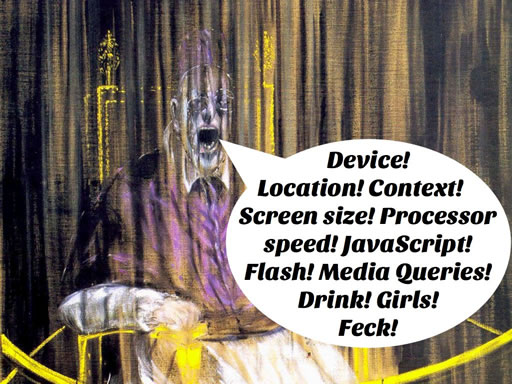 Device!
Location! Context!
Screen size! Processor
speed! JavaScript!
Flash! Media Queries!
Drink! Girls!
Feck!